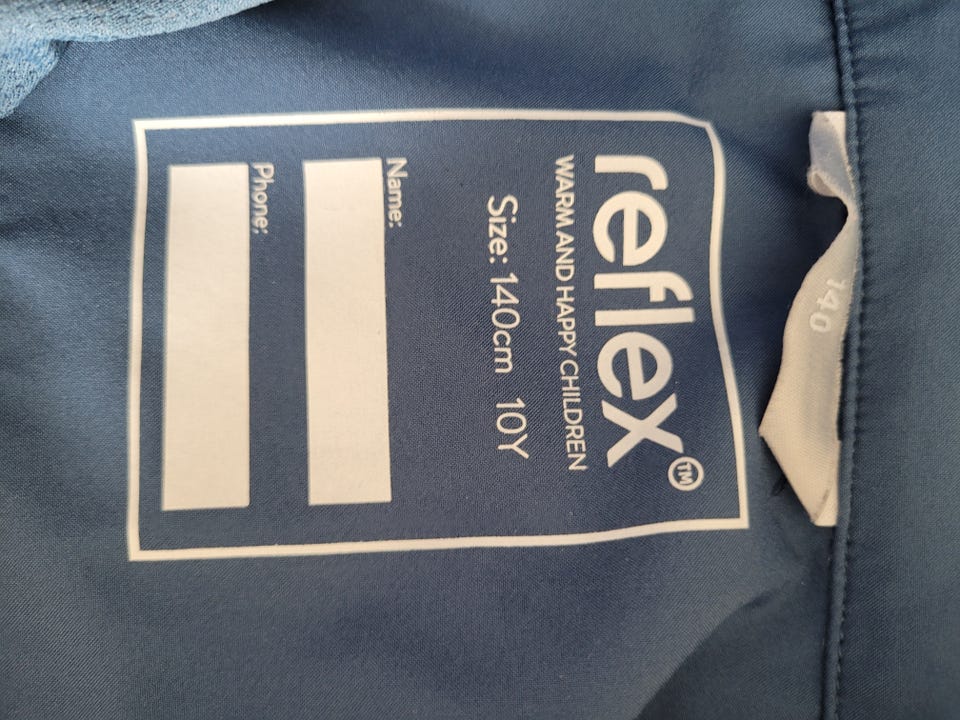 reflex™
WARM AND HAPPY CHILDREN
Size: 140cm 10Y
Name:
Phone:
140